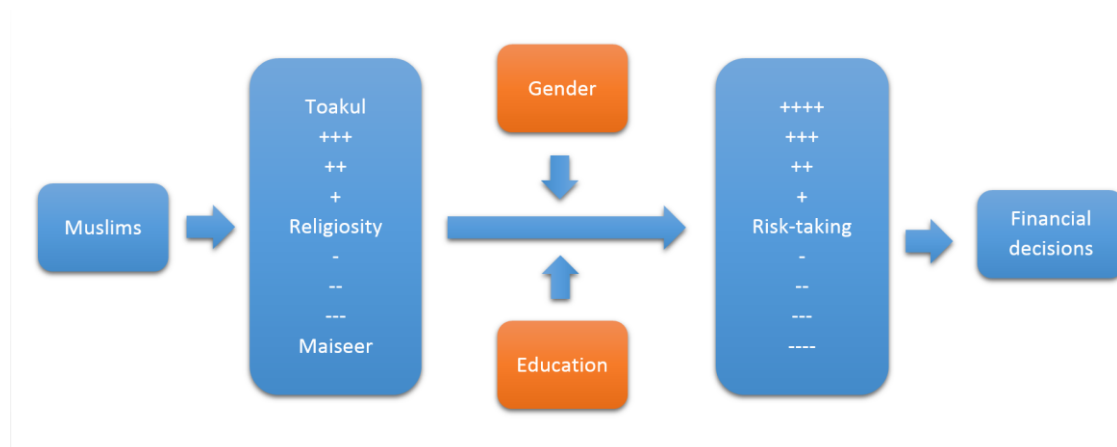 Muslims
Toakul
+++
++
+
Religiosity
-
--
---
Maiseer
Gender
Education
++++
+++
++
+
Risk-taking
-
--
---
----
Financial
decisions